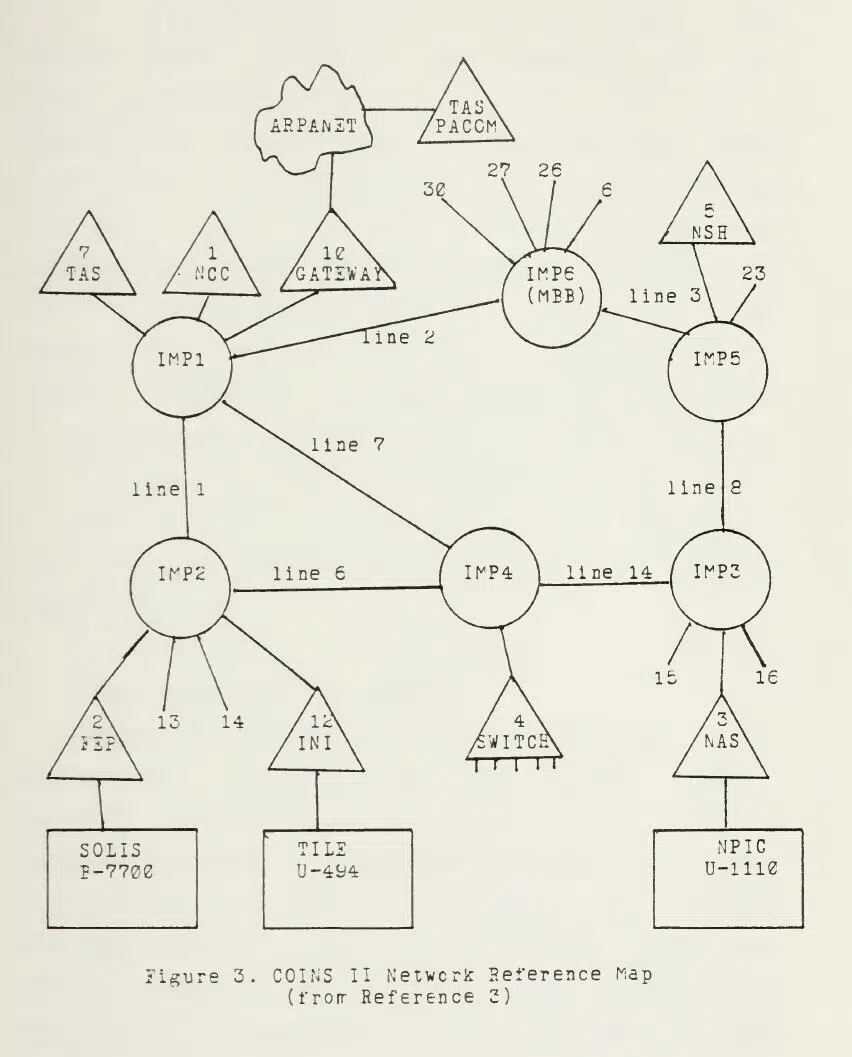 ARPANET
TAS
PACOM
30
27
26
6
5
NSH
7
TAS
1
NCC
10
GATEWAY
IMP6
(MBB)
line 3
23
line 2
IMP1
IMP5
line 7
line 1
line 8
IMP2
line 6
IMP4
line 14
IMP3
15
16
2
FEP
13
14
12
INI
4
SWITCH
3
NAS
SOLIS
B-7700
TILE
U-494
NPIC
U-1110
Figure 3. COINS II Network Reference Map
(from Reference 3)